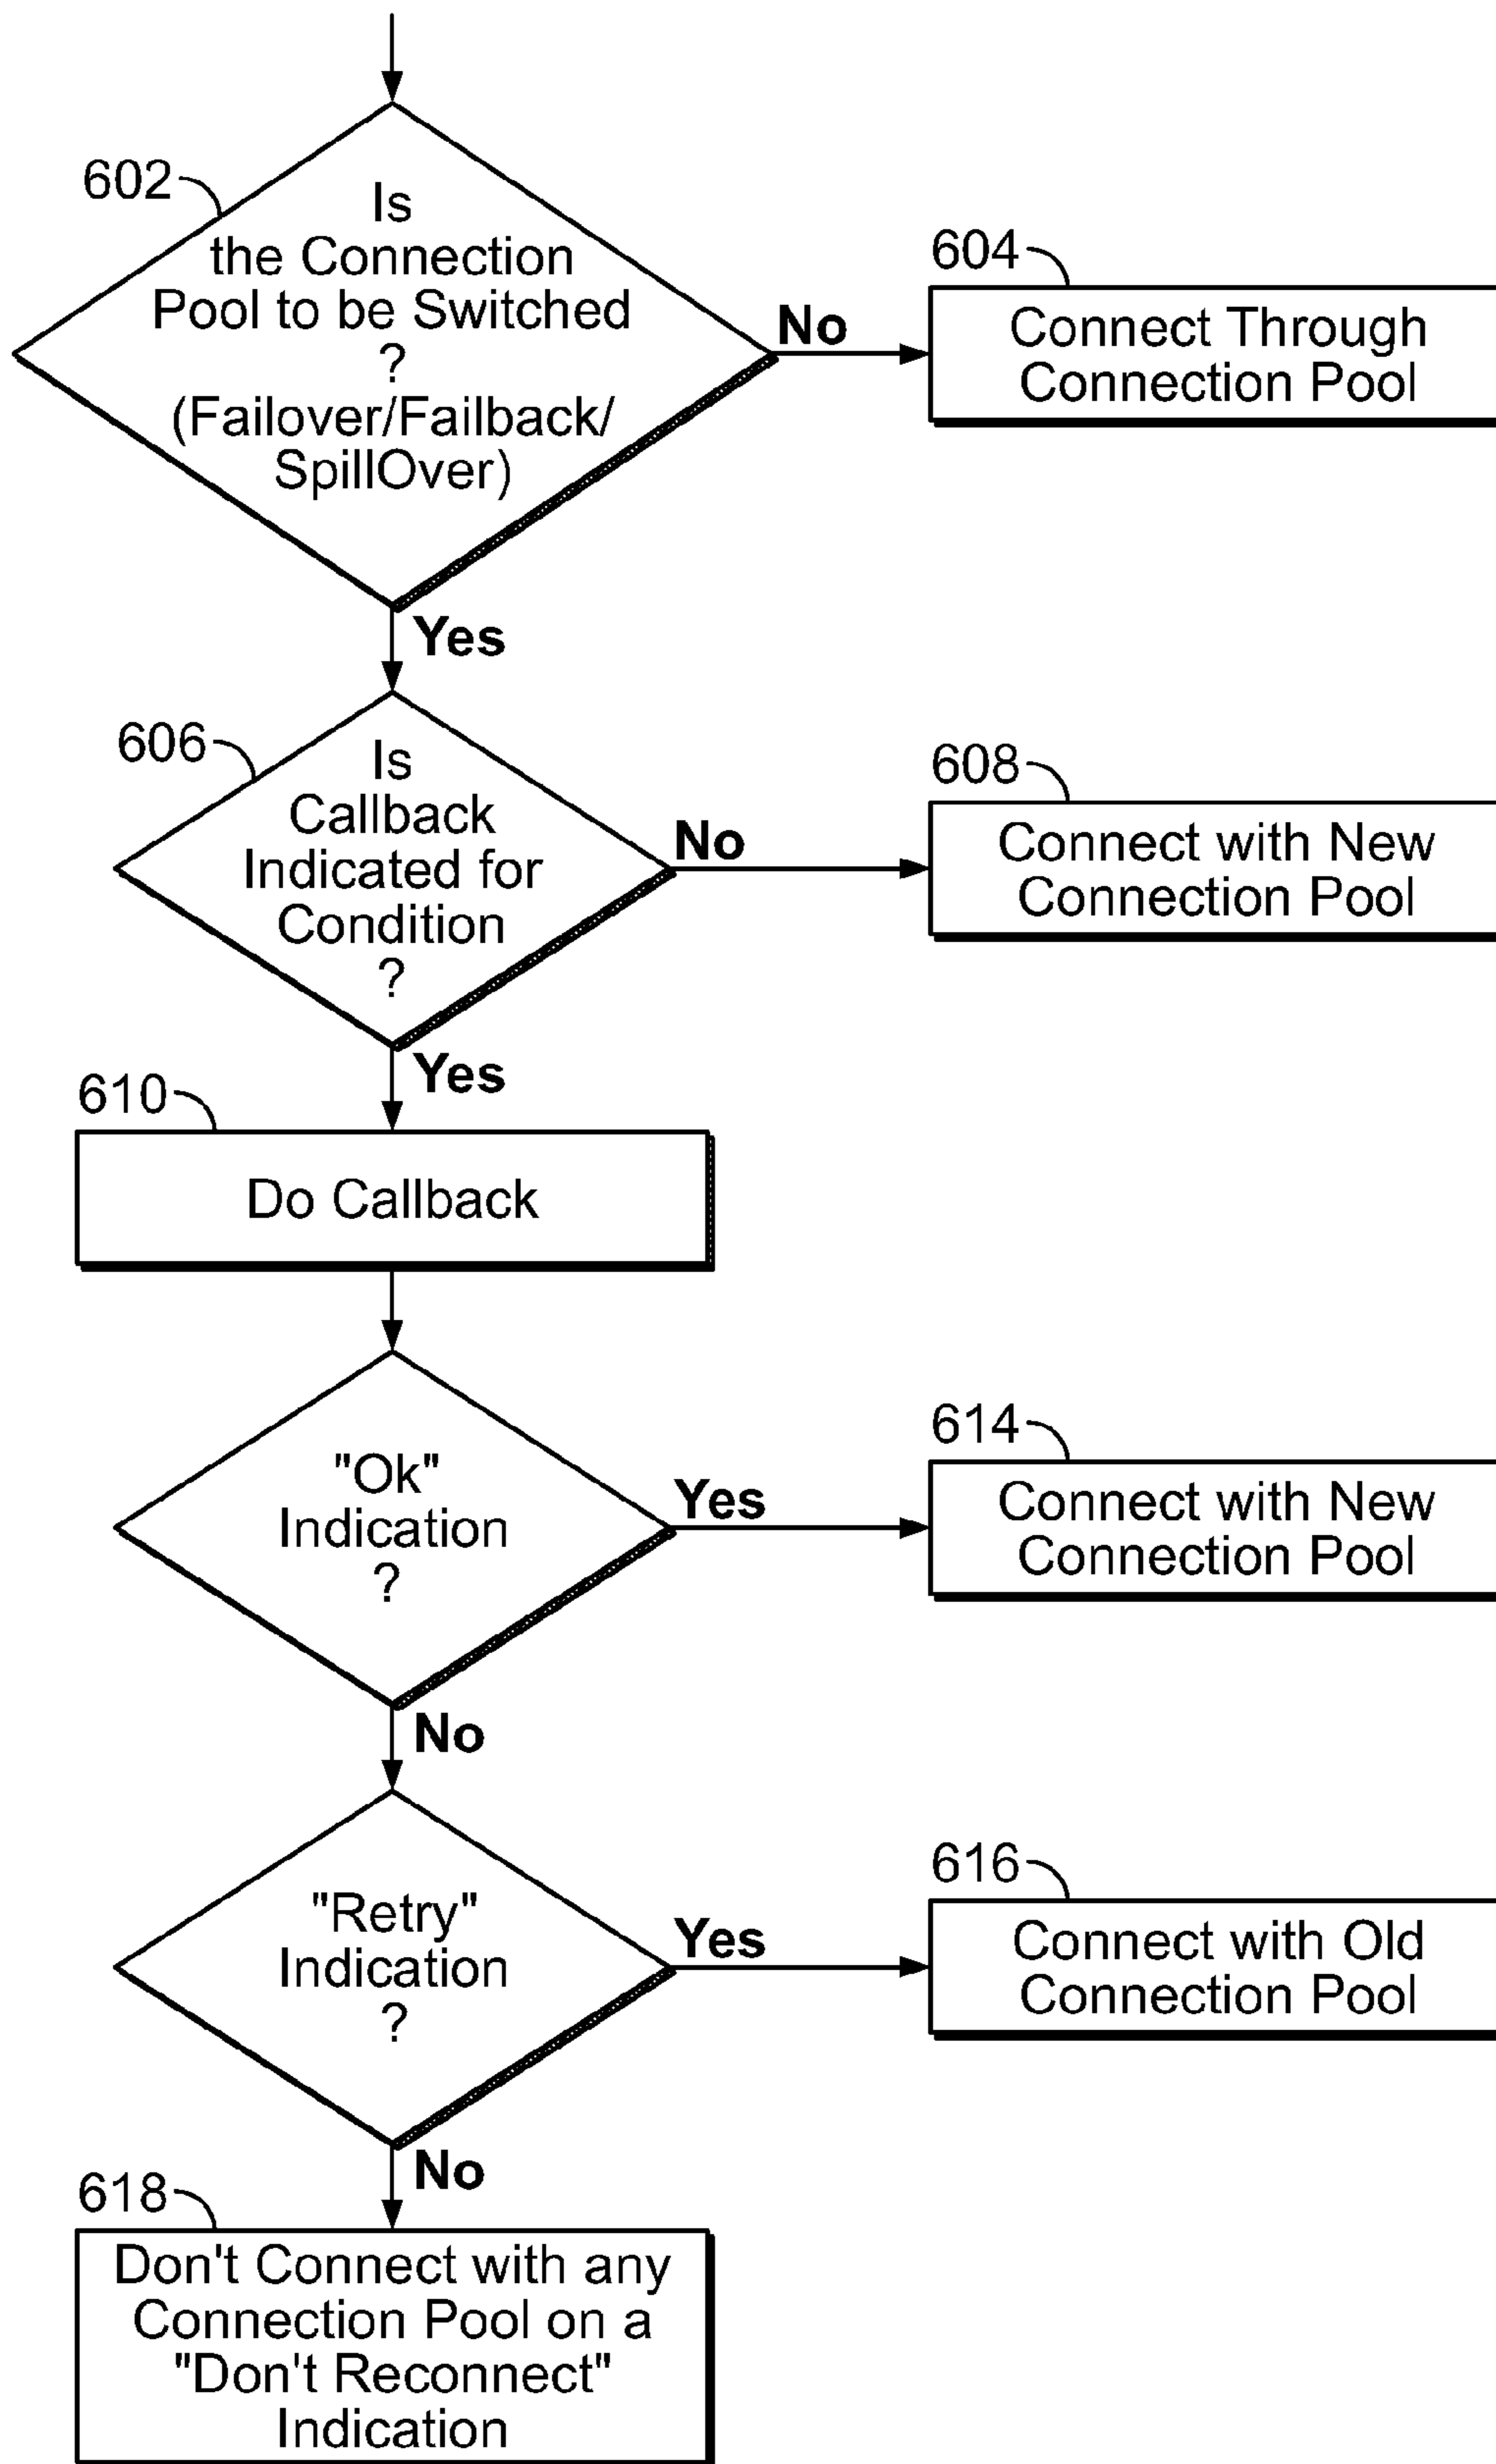 602
Is
the Connection
Pool to be Switched
?
(Failover/Failback/
SpillOver)
No
604
Connect Through
Connection Pool
Yes
606
Is
Callback
Indicated for
Condition
?
No
608
Connect with New
Connection Pool
Yes
610
Do Callback
"Ok"
Indication
?
Yes
614
Connect with New
Connection Pool
No
"Retry"
Indication
?
Yes
616
Connect with Old
Connection Pool
No
618
Don't Connect with any
Connection Pool on a
"Don't Reconnect"
Indication